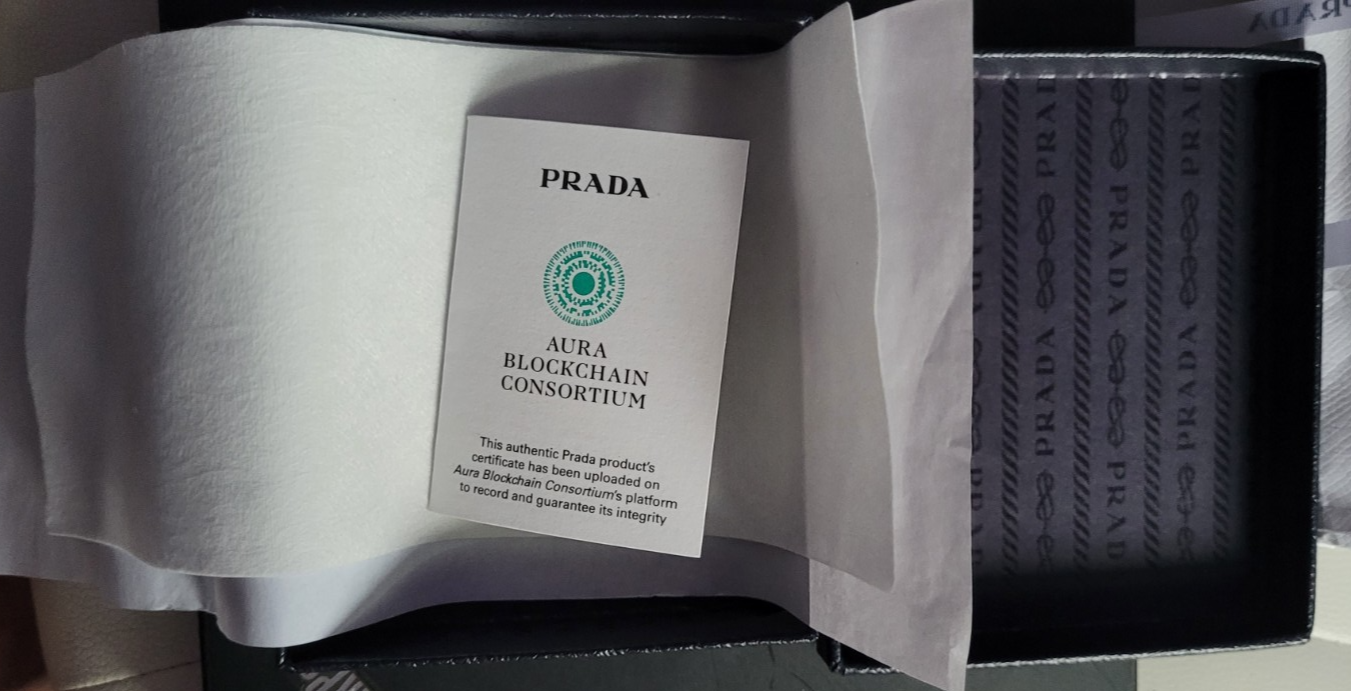 PRADA
AURA
BLOCKCHAIN
CONSORTIUM
This authentic Prada product's
certificate has been uploaded on
Aura Blockchain Consortium's platform
to record and guarantee its integrity
PRADA
PRADA
PRADA
PRADA
PRADA